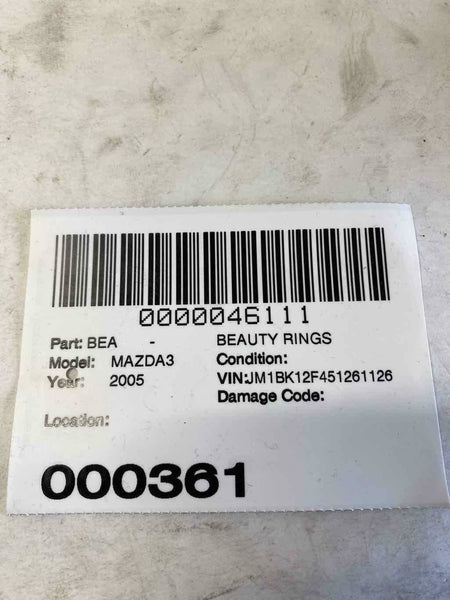 0000046111
Part: BEA - BEAUTY RINGS
Model: MAZDA3 Condition:
Year: 2005 VIN:JM1BK12F451261126
Damage Code:
Location:
000361